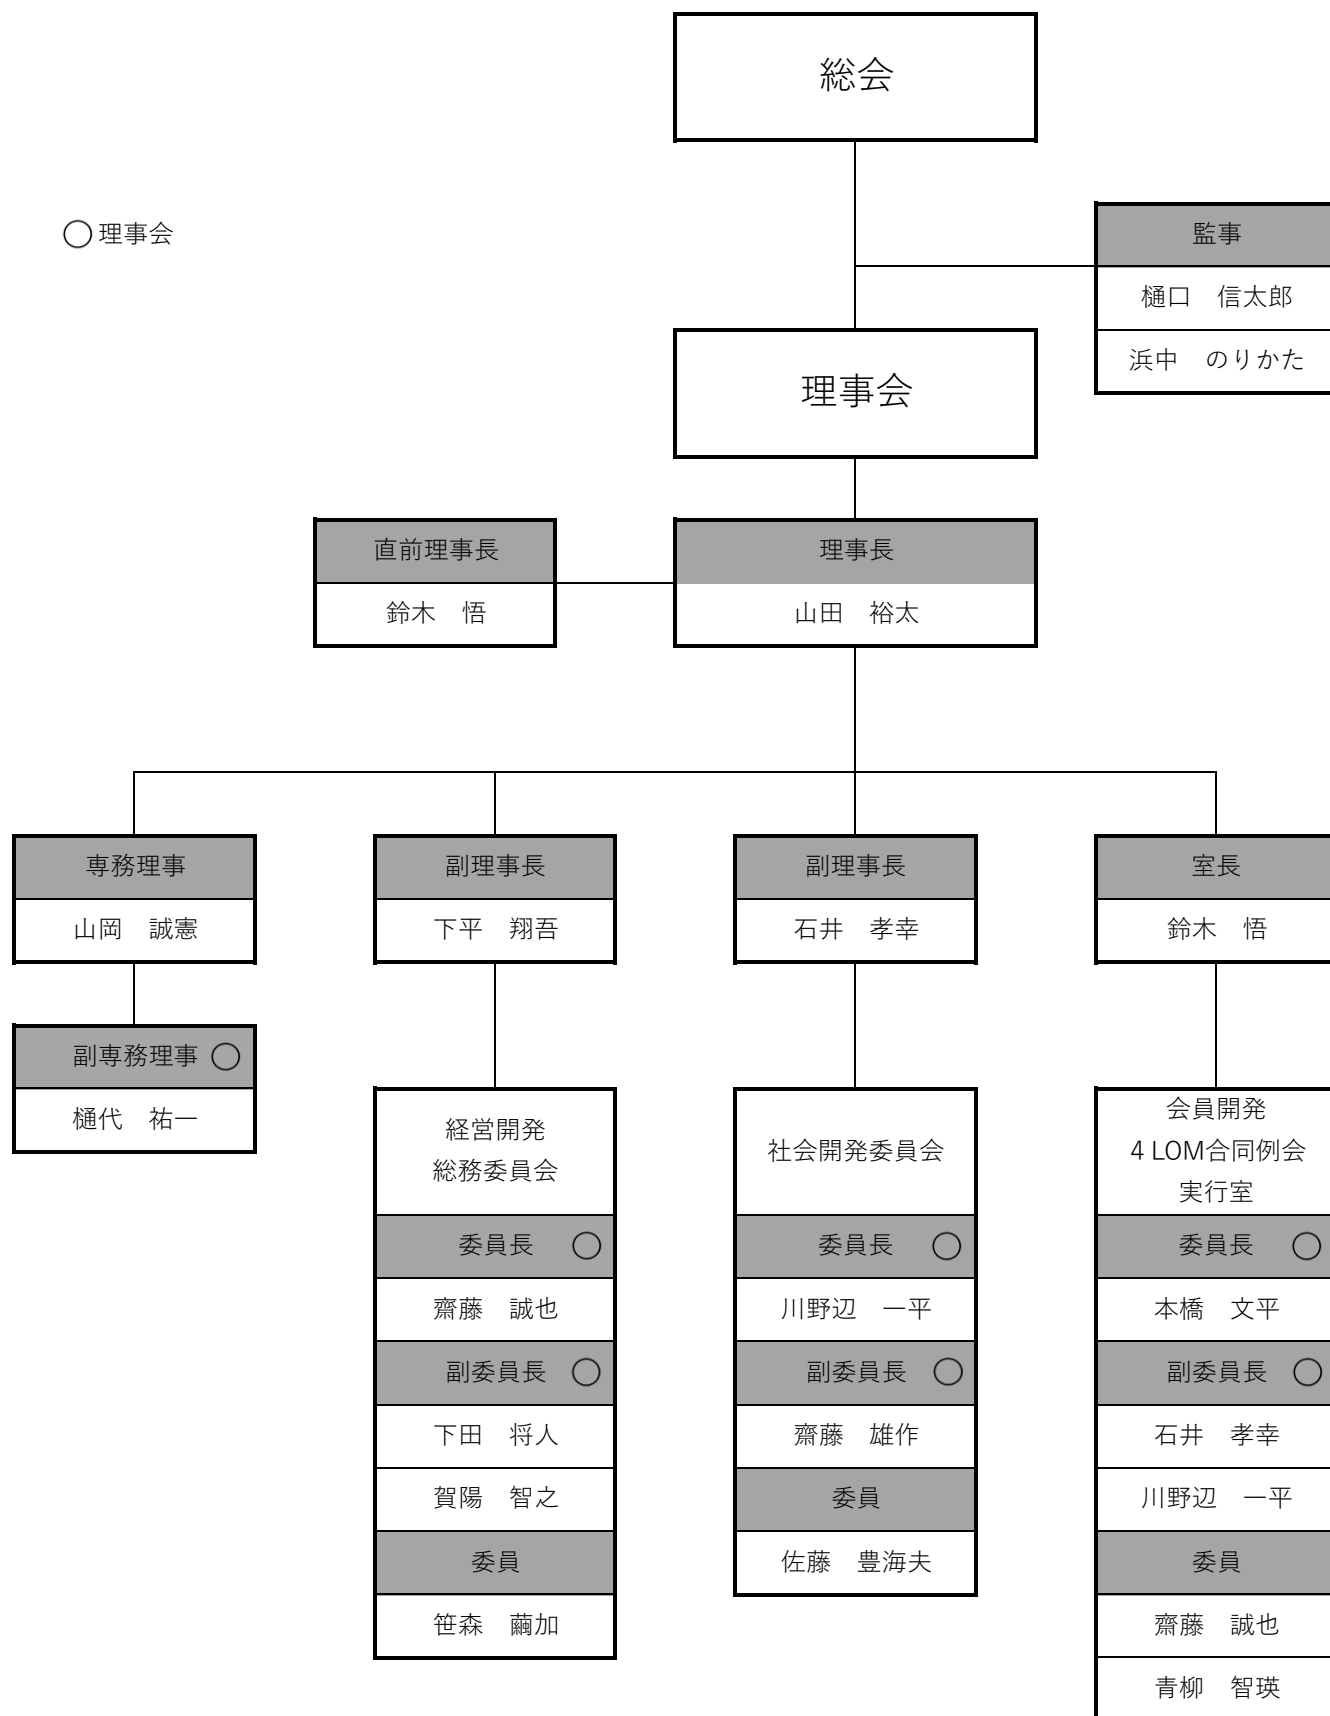 総会
○理事会
監事
樋口　信太郎
浜中　のりかた
理事会
直前理事長
鈴木　悟
理事長
山田　裕太
専務理事
山岡　誠憲
副専務理事 ○
樋代　祐一
副理事長
下平　翔吾
経営開発
総務委員会
委員長 ○
齋藤　誠也
副委員長 ○
下田　将人
賀陽　智之
委員
笹森　繭加
副理事長
石井　孝幸
社会開発委員会
委員長 ○
川野辺　一平
副委員長 ○
齋藤　雄作
委員
佐藤　豊海夫
室長
鈴木　悟
会員開発
4 LOM合同例会
実行室
委員長 ○
本橋　文平
副委員長 ○
石井　孝幸
川野辺　一平
委員
齋藤　誠也
青柳　智瑛